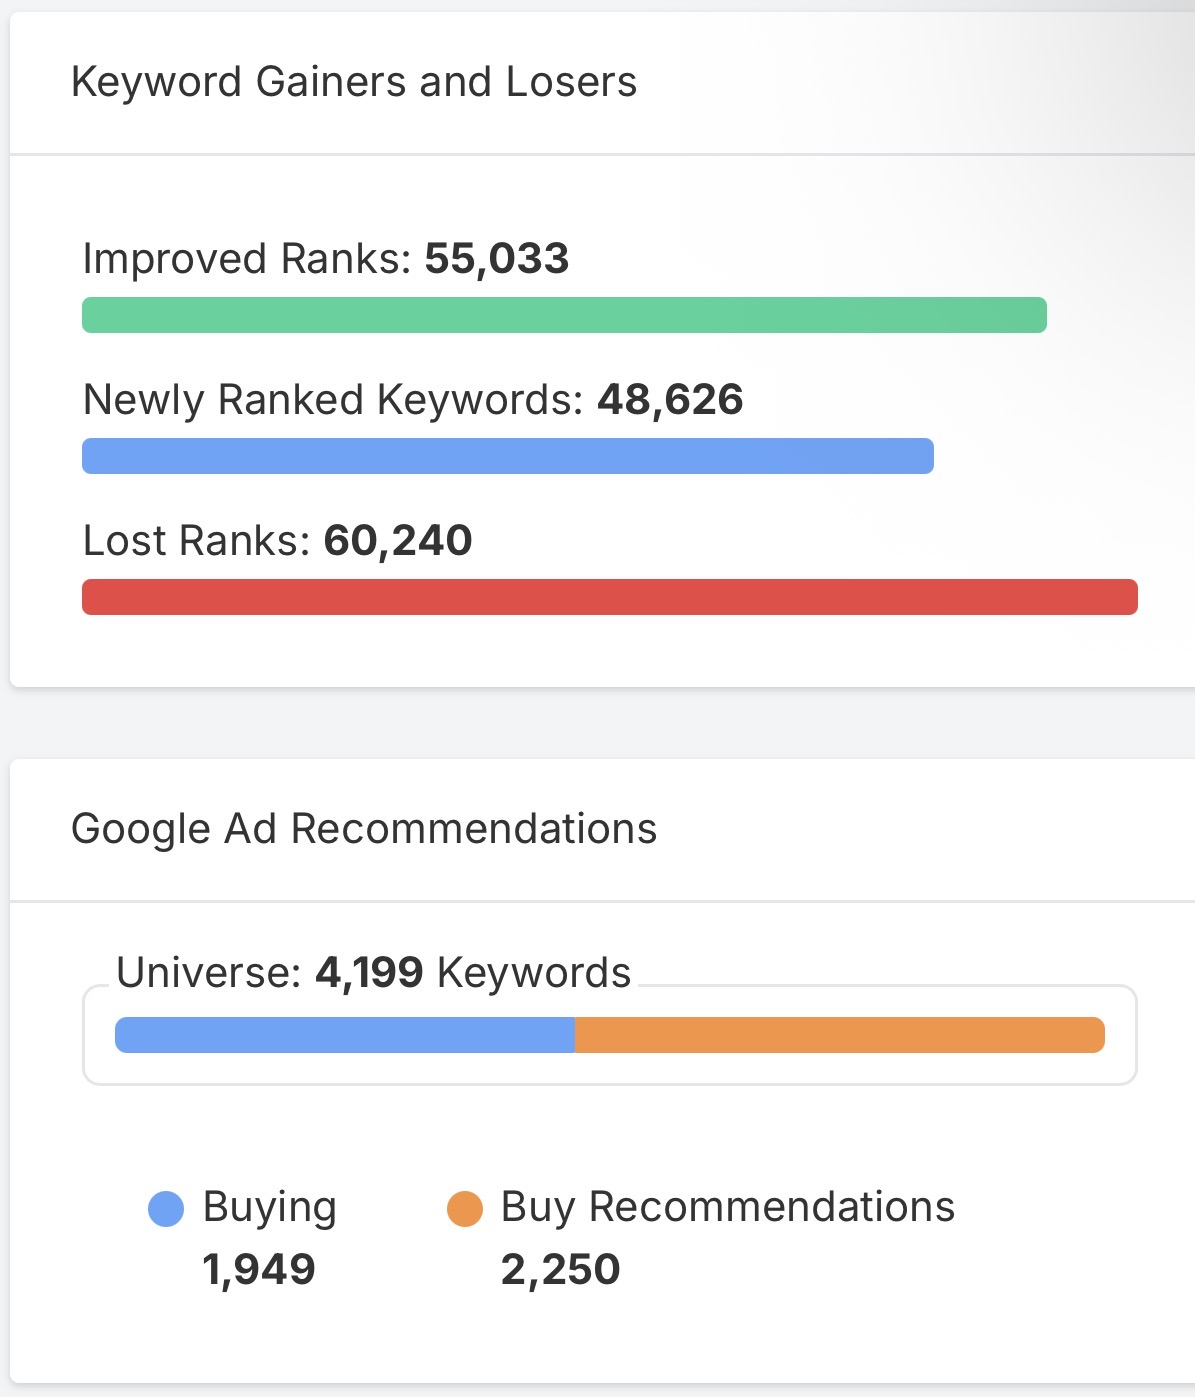 Keyword Gainers and Losers
Improved Ranks: 55,033
Newly Ranked Keywords: 48,626
Lost Ranks: 60,240
Google Ad Recommendations
Universe: 4,199 Keywords
Buying
1,949
Buy Recommendations
2,250